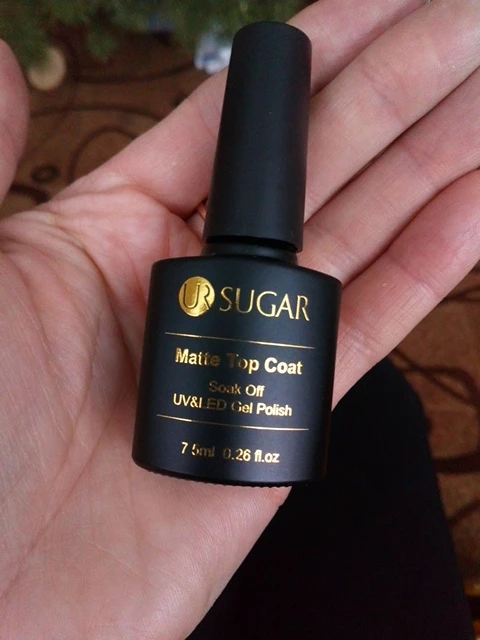 UR SUGAR
Matte Top Coat
Soak Off
UV&LED Gel Polish
7.5ml 0.26 fl.oz